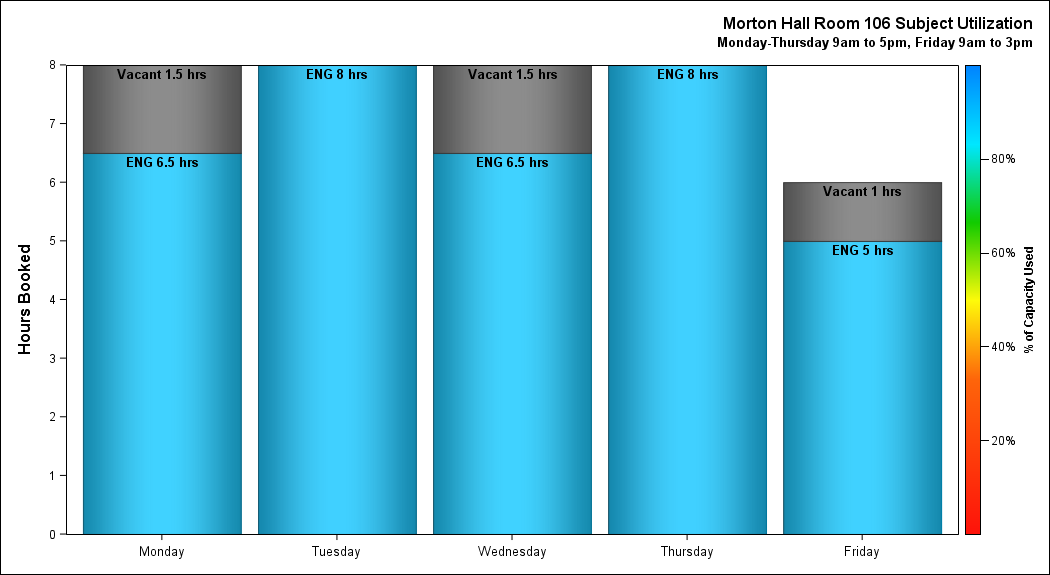 Morton Hall Room 106 Subject Utilization
Monday-Thursday 9am to 5pm, Friday 9am to 3pm
Hours Booked
8
7
6
5
4
3
2
1
0
Vacant 1.5 hrs
ENG 6.5 hrs
ENG 8 hrs
Vacant 1.5 hrs
ENG 6.5 hrs
ENG 8 hrs
Vacant 1 hrs
ENG 5 hrs
Monday
Tuesday
Wednesday
Thursday
Friday
80%
60%
40%
20%
% of Capacity Used